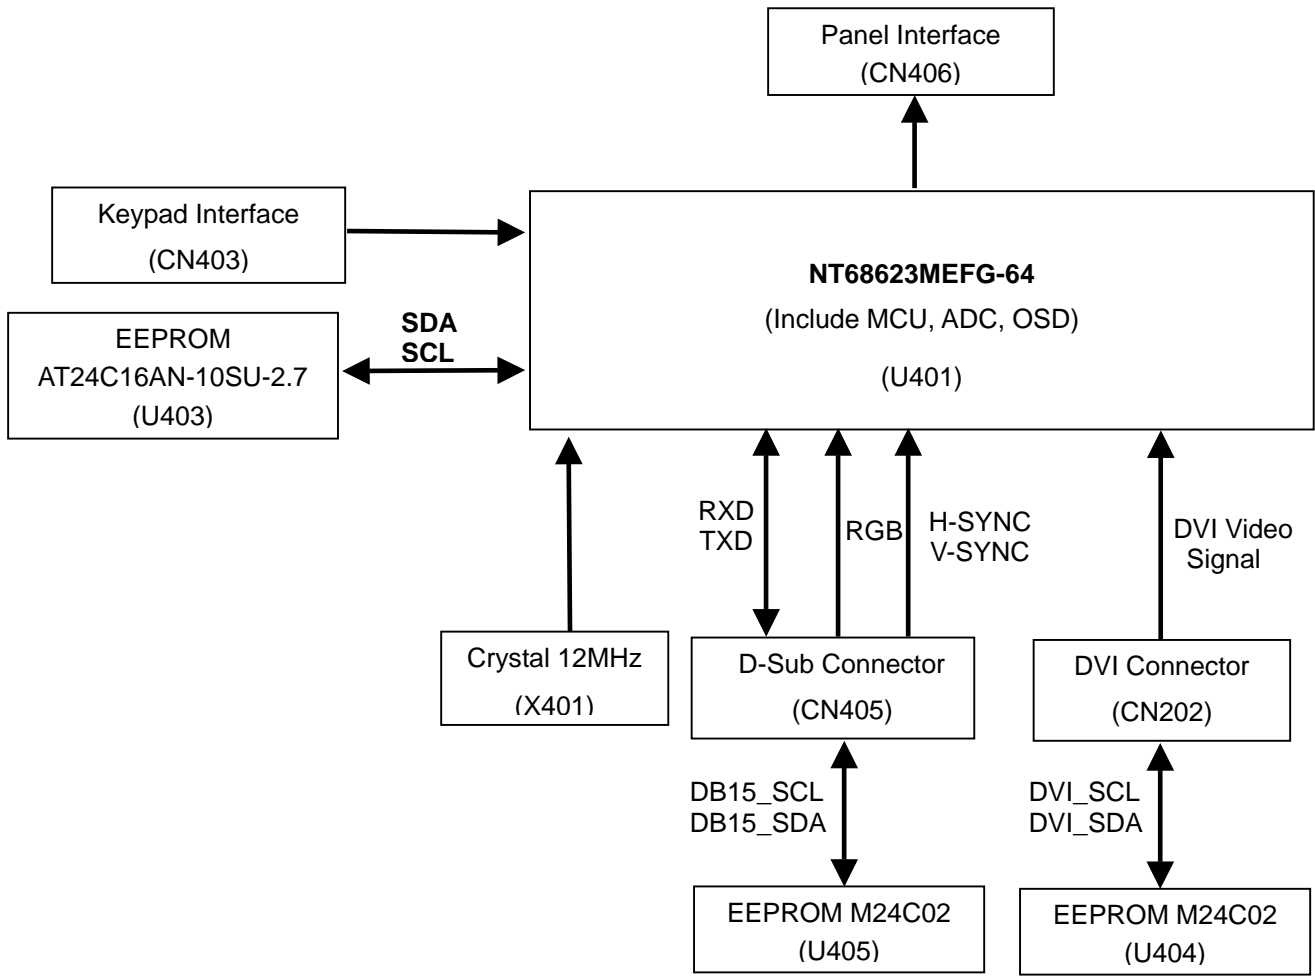 Panel Interface
(CN406)
Keypad Interface
(CN403)
NT68623MEFG-64
(Include MCU, ADC, OSD)
(U401)
SDA
SCL
EEPROM
AT24C16AN-10SU-2.7
(U403)
RXD
TXD
RGB
H-SYNC
V-SYNC
DVI Video
Signal
Crystal 12MHz
(X401)
D-Sub Connector
(CN405)
DVI Connector
(CN202)
DB15_SCL
DB15_SDA
DVI_SCL
DVI_SDA
EEPROM M24C02
(U405)
EEPROM M24C02
(U404)